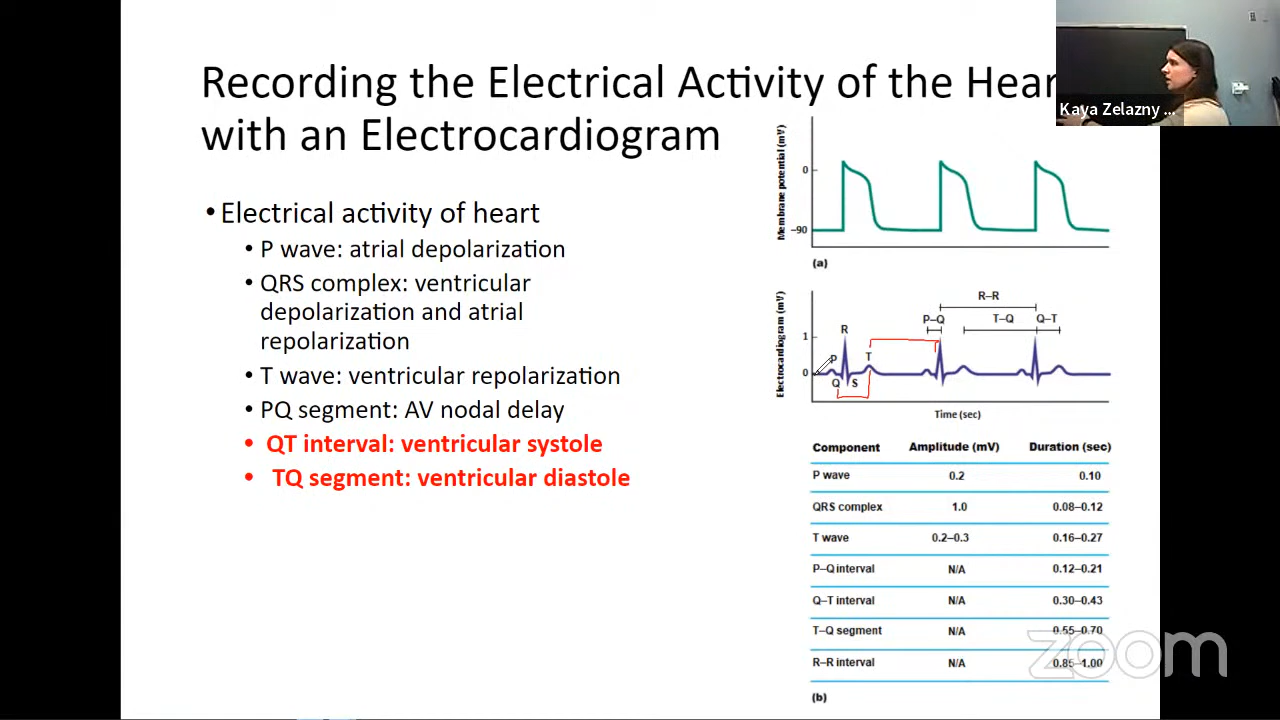 Recording the Electrical Activity of the Hear
with an Electrocardiogram
Kaya Zelazny ...
• Electrical activity of heart
• P wave: atrial depolarization
• QRS complex: ventricular
depolarization and atrial
repolarization
• T wave: ventricular repolarization
• PQ segment: AV nodal delay
• QT interval: ventricular systole
• TQ segment: ventricular diastole
Membrane potential (mV)
0
–90
(a)
Electrocardiogram (mV)
R–R
P–Q
T–Q
Q–T
R
1
P
T
0
Q
S
Time (sec)
Component Amplitude (mV) Duration (sec)
P wave 0.2 0.10
QRS complex 1.0 0.08–0.12
T wave 0.2–0.3 0.16–0.27
P–Q interval N/A 0.12–0.21
Q–T interval N/A 0.30–0.43
T–Q segment N/A 0.55–0.70
R–R interval N/A 0.85–1.00
(b)
zoom